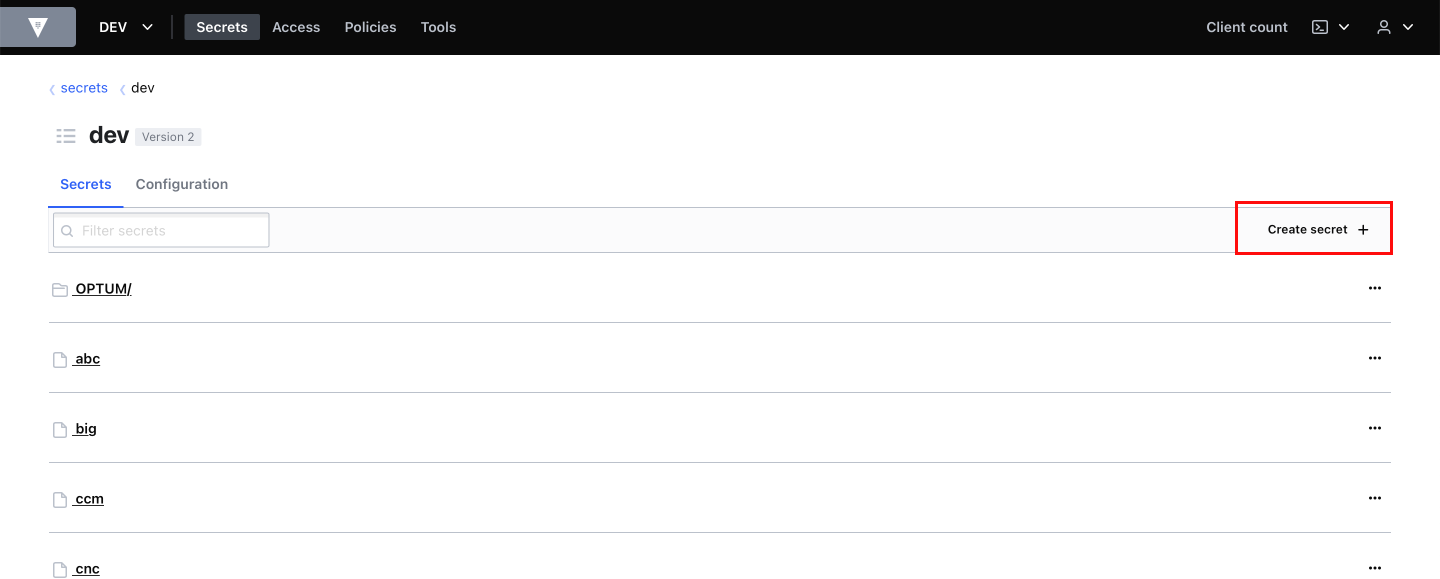 DEV Secrets Access Policies Tools Client count
secrets dev
dev Version 2
Secrets Configuration
Filter secrets Create secret +
OPTUM/
abc
big
ccm
cnc